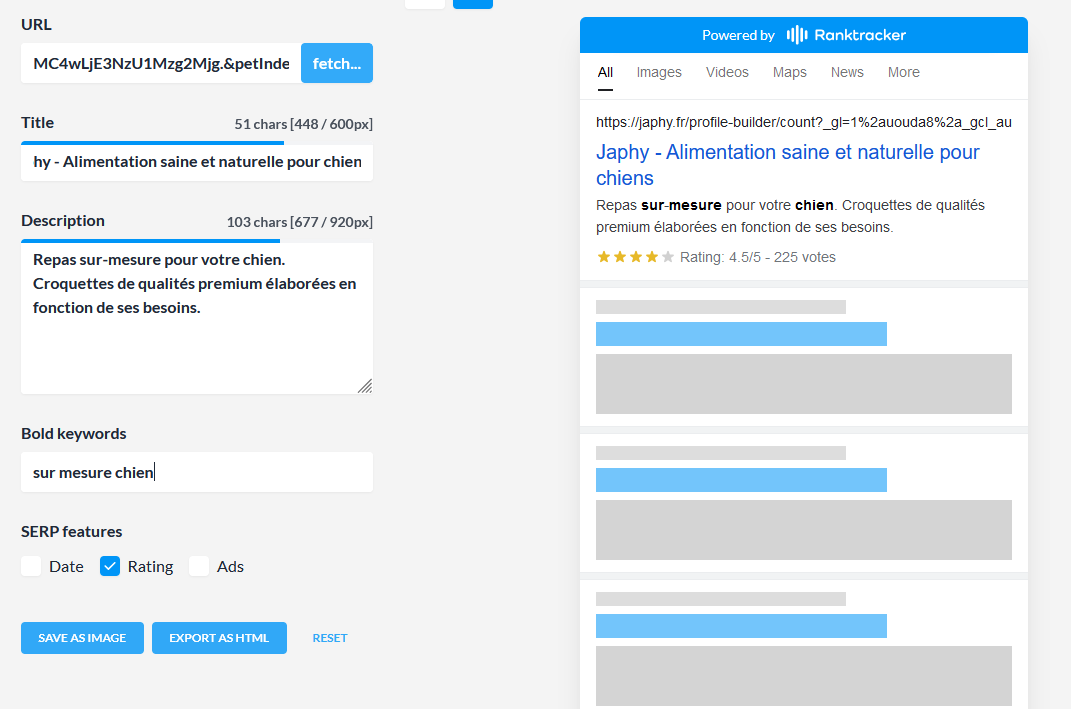 URL
MC4wLjE3NzU1Mzg2Mjg.&petInde
fetch...
Title
51 chars [448 / 600px]
hy - Alimentation saine et naturelle pour chien
Description
103 chars [677 / 920px]
Repas sur-mesure pour votre chien.
Croquettes de qualités premium élaborées en
fonction de ses besoins.
Bold keywords
sur mesure chien
SERP features
Date
Rating
Ads
SAVE AS IMAGE
EXPORT AS HTML
RESET
Powered by Ranktracker
All Images Videos Maps News More
https://japhy.fr/profile-builder/count?_gl=1%2auouda8%2a_gcl_au
Japhy - Alimentation saine et naturelle pour
chiens
Repas sur-mesure pour votre chien. Croquettes de qualités
premium élaborées en fonction de ses besoins.
Rating: 4.5/5 - 225 votes